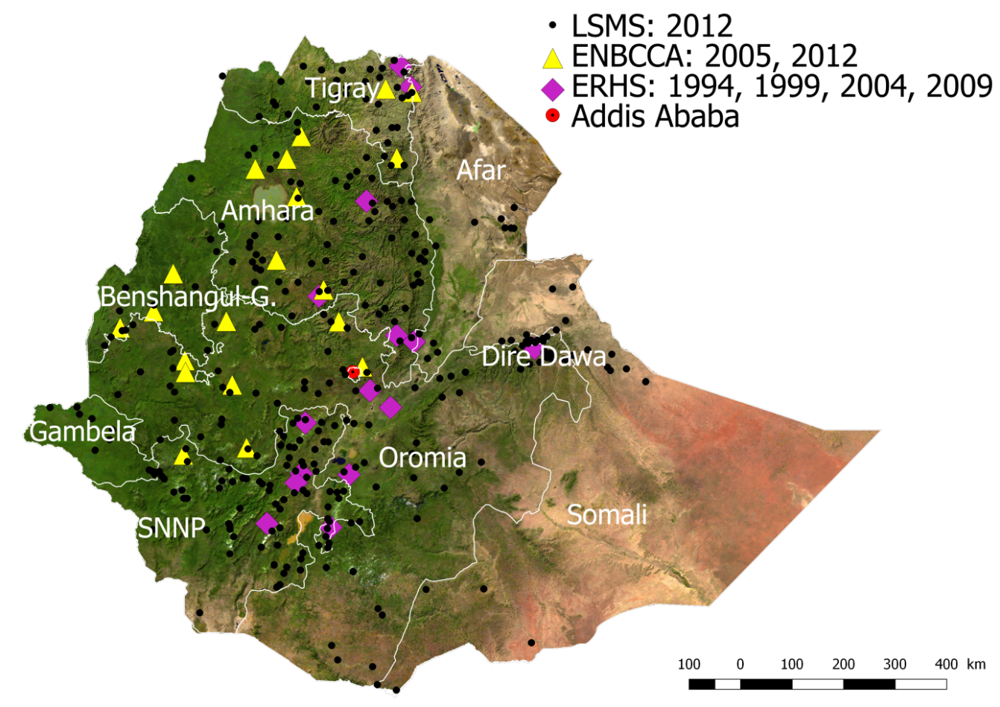 LSMS: 2012
ENBCCA: 2005, 2012
ERHS: 1994, 1999, 2004, 2009
Addis Ababa
Tigray
Afar
Amhara
Benshangul-G.
Dire Dawa
Gambela
Oromia
Somali
SNNP
100 0 100 200 300 400 km